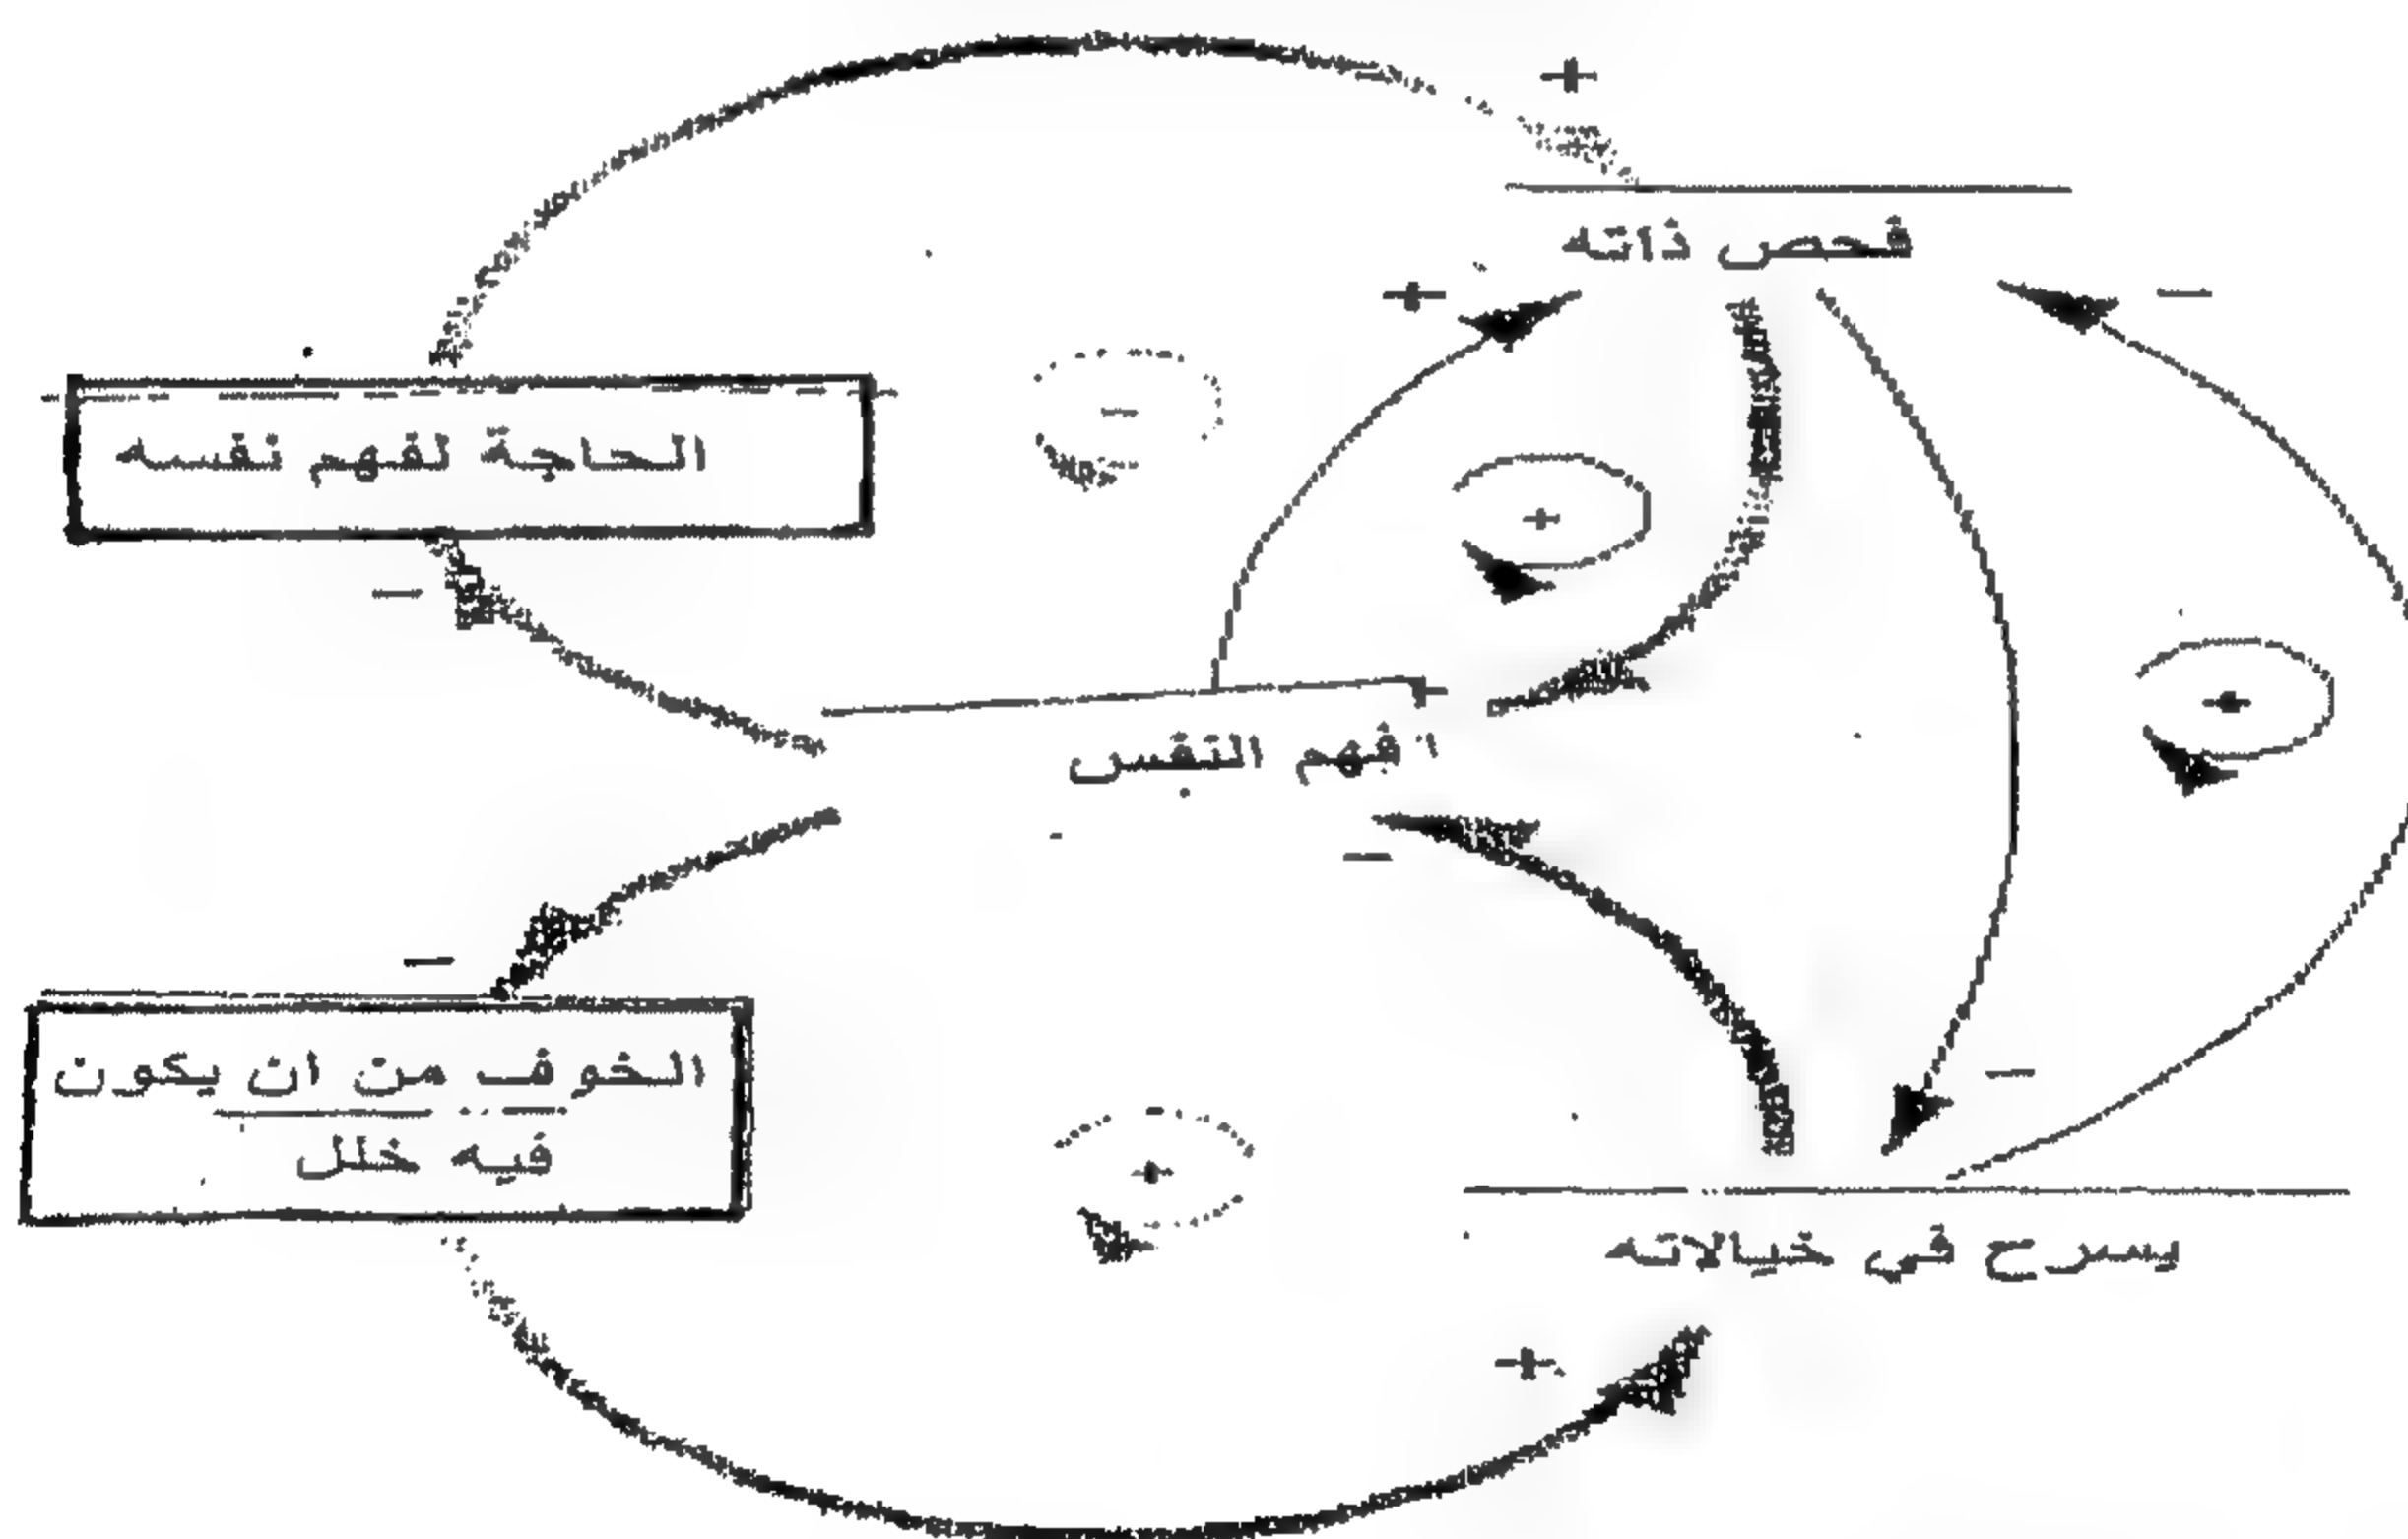 +
فحص ذاته
+
-
الحاجة لفهم نفسه
-
+
-
+
+
فهم النفس
-
-
الخوف من ان يكون
فيه خلل
-
+
يسرح في خيالاته
+